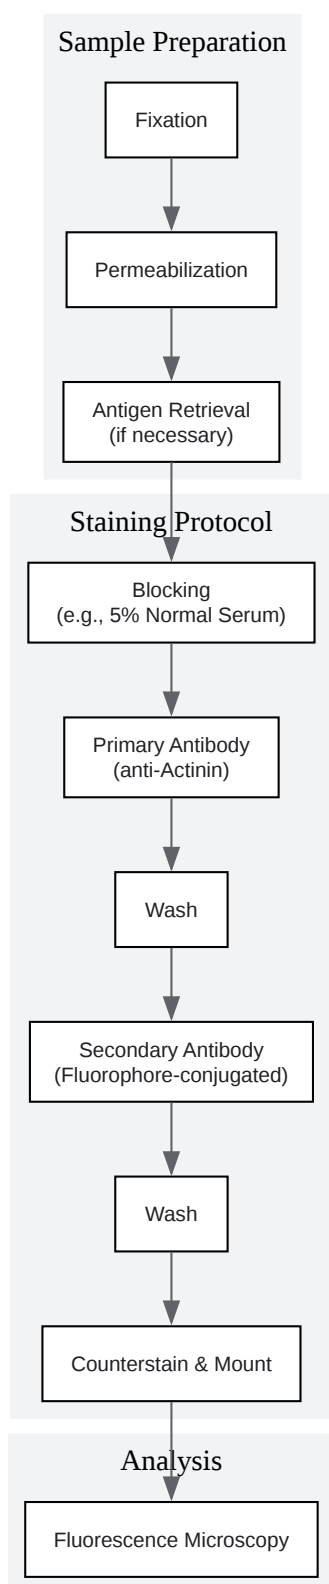 Sample Preparation
Fixation
Permeabilization
Antigen Retrieval
(if necessary)
Staining Protocol
Blocking
(e.g., 5% Normal Serum)
Primary Antibody
(anti-Actinin)
Wash
Secondary Antibody
(Fluorophore-conjugated)
Wash
Counterstain & Mount
Analysis
Fluorescence Microscopy